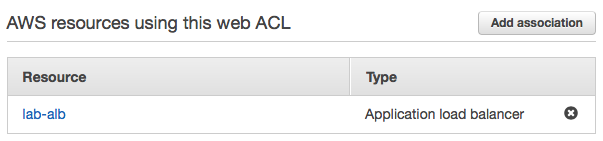 AWS resources using this web ACL
Add association
Resource Type
lab-alb Application load balancer